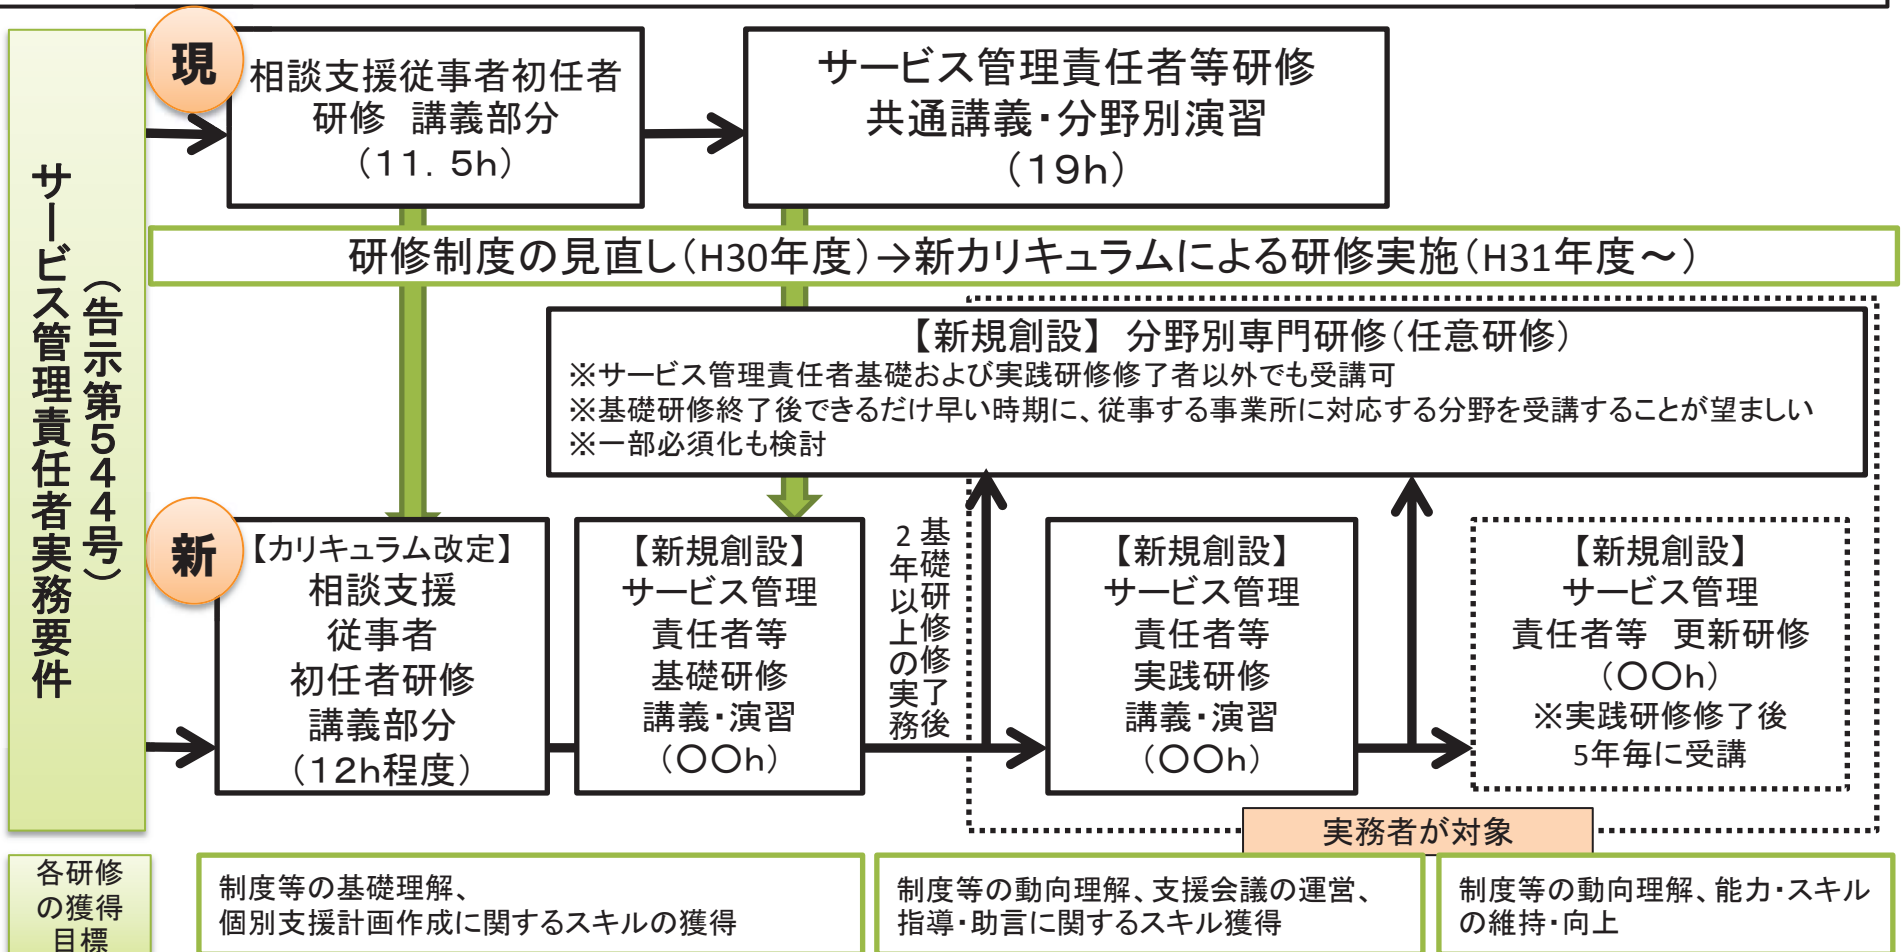 サービス管理責任者実務要件
（告示第５４４号）
現
相談支援従事者初任者
研修　講義部分
（１１．５ｈ）
サービス管理責任者等研修
共通講義・分野別演習
（１９ｈ）
研修制度の見直し（H30年度）→新カリキュラムによる研修実施（H31年度～）
【新規創設】 分野別専門研修（任意研修）
※サービス管理責任者基礎および実践研修修了者以外でも受講可
※基礎研修終了後できるだけ早い時期に、従事する事業所に対応する分野を受講することが望ましい
※一部必須化も検討
新
【カリキュラム改定】
相談支援
従事者
初任者研修
講義部分
（１２ｈ程度）
【新規創設】
サービス管理
責任者等
基礎研修
講義・演習
（〇〇ｈ）
基礎研修修了後
２年以上の実務
【新規創設】
サービス管理
責任者等
実践研修
講義・演習
（〇〇ｈ）
【新規創設】
サービス管理
責任者等　更新研修
（〇〇ｈ）
※実践研修修了後
5年毎に受講
実務者が対象
各研修
の獲得
目標
制度等の基礎理解、
個別支援計画作成に関するスキルの獲得
制度等の動向理解、支援会議の運営、
指導・助言に関するスキル獲得
制度等の動向理解、能力・スキル
の維持・向上